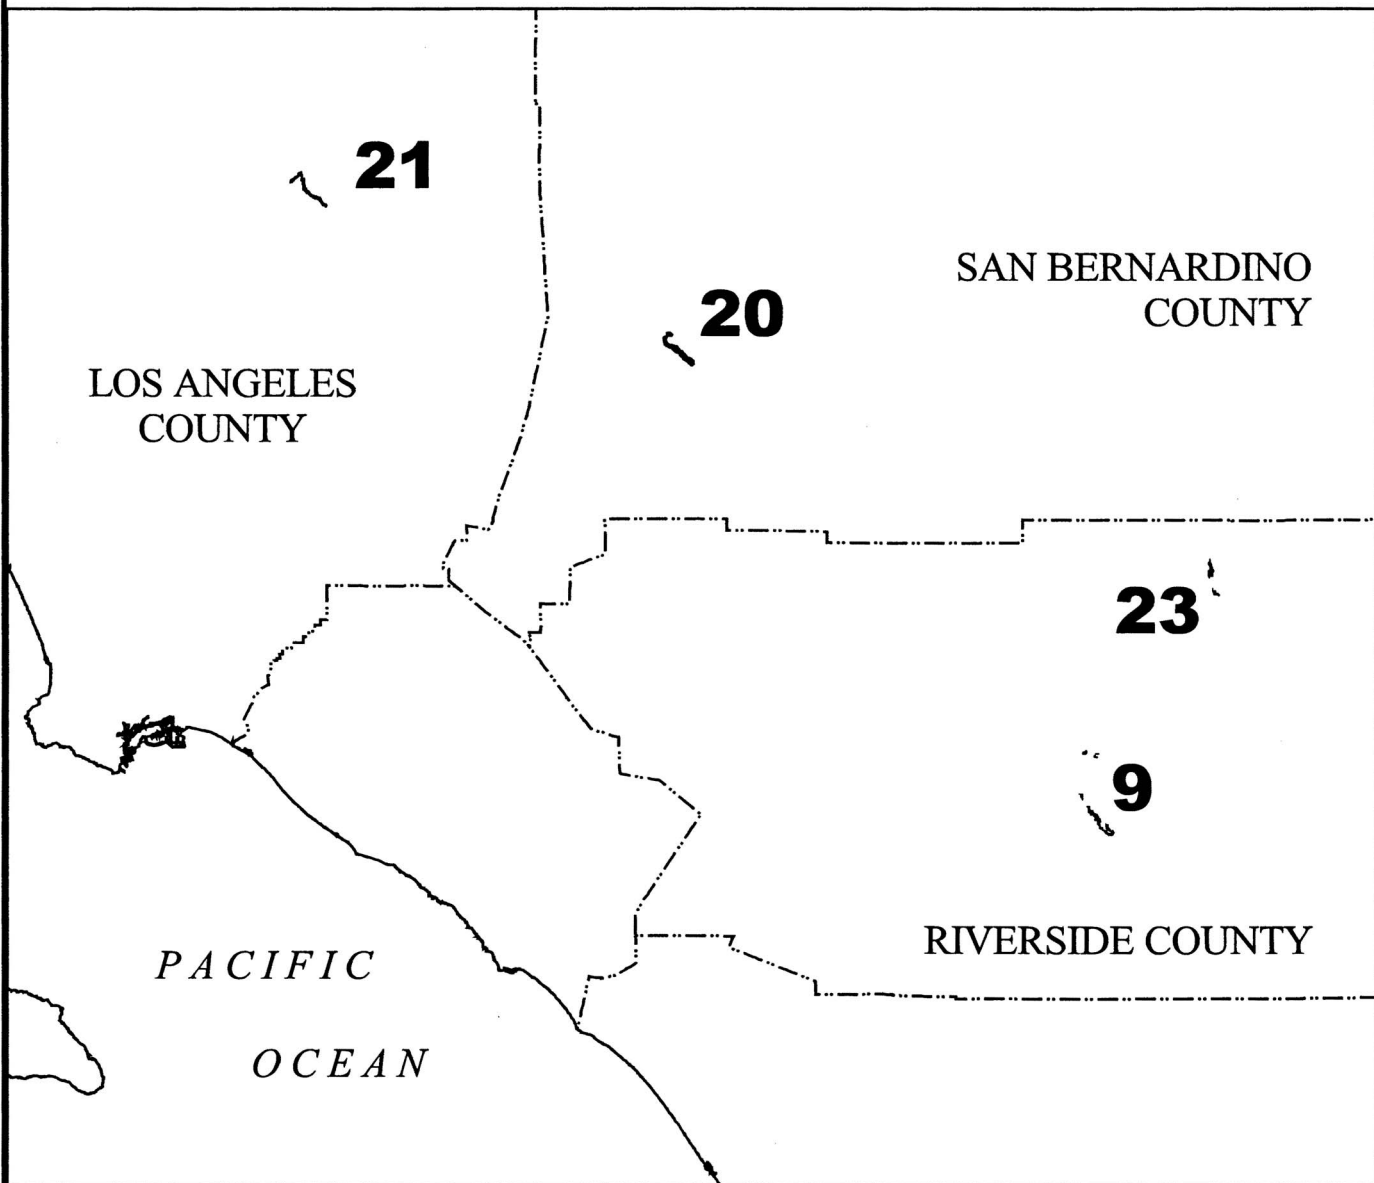 21
20
SAN BERNARDINO
COUNTY
LOS ANGELES
COUNTY
23
9
RIVERSIDE COUNTY
PACIFIC
OCEAN